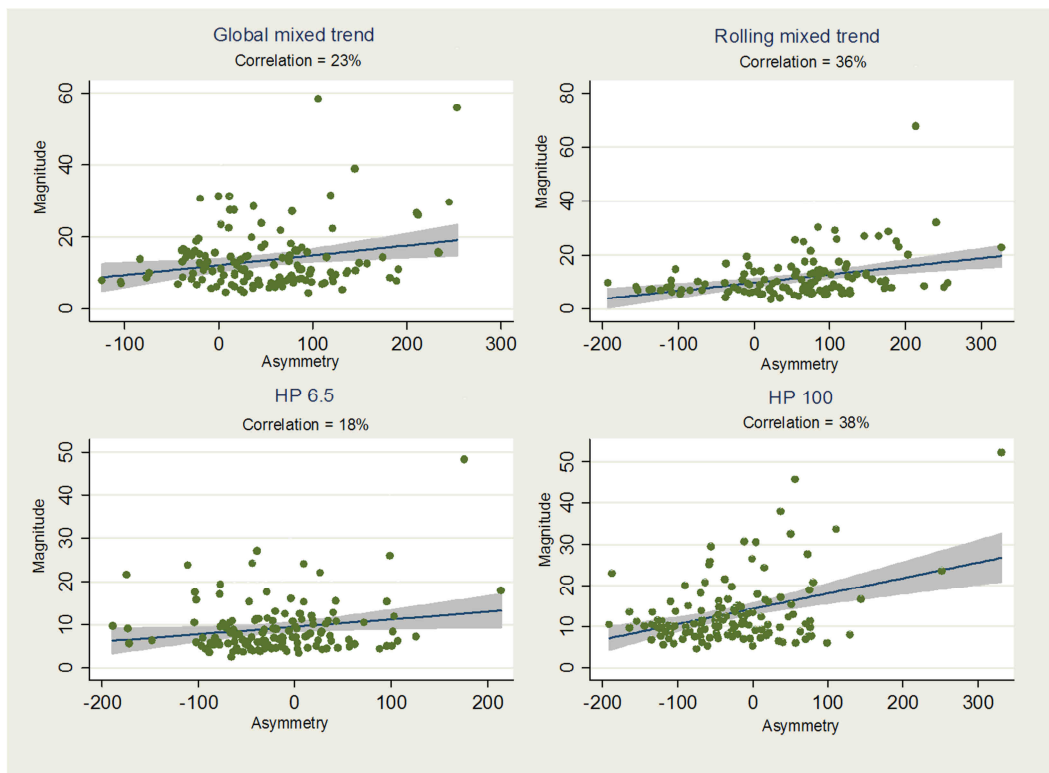 Global mixed trend
Correlation = 23%
Magnitude
60
40
20
0
-100 0 100 200 300
Asymmetry
Rolling mixed trend
Correlation = 36%
Magnitude
80
60
40
20
0
-200 -100 0 100 200 300
Asymmetry
HP 6.5
Correlation = 18%
Magnitude
50
40
30
20
10
0
-200 -100 0 100 200
Asymmetry
HP 100
Correlation = 38%
Magnitude
50
40
30
20
10
0
-200 -100 0 100 200 300
Asymmetry